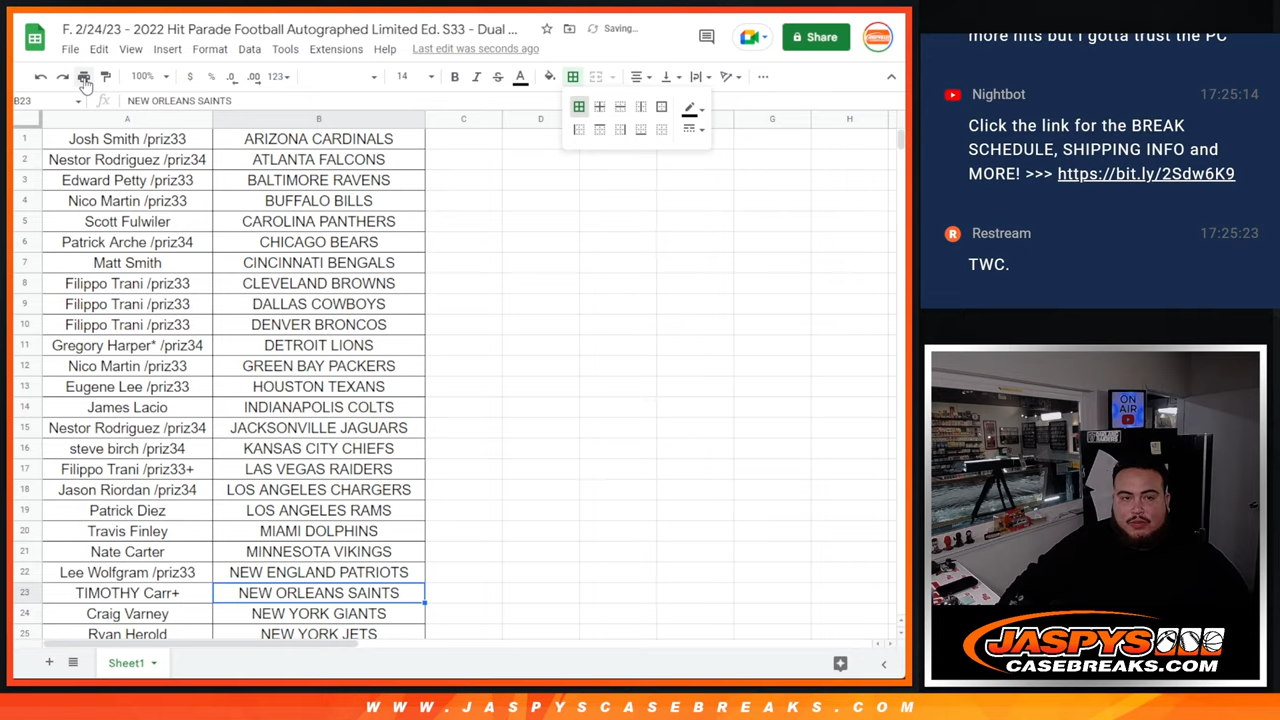 F. 2/24/23 - 2022 Hit Parade Football Autographed Limited Ed. S33 - Dual ...
Saving...
Share
File Edit View Insert Format Data Tools Extensions Help Last edit was seconds ago
100% $ % .0 .00 123 14 B I S A
B23 fx NEW ORLEANS SAINTS
A B C D E F G H
1 Josh Smith /priz33 ARIZONA CARDINALS
2 Nestor Rodriguez /priz34 ATLANTA FALCONS
3 Edward Petty /priz33 BALTIMORE RAVENS
4 Nico Martin /priz33 BUFFALO BILLS
5 Scott Fulwiler CAROLINA PANTHERS
6 Patrick Arche /priz34 CHICAGO BEARS
7 Matt Smith CINCINNATI BENGALS
8 Filippo Trani /priz33 CLEVELAND BROWNS
9 Filippo Trani /priz33 DALLAS COWBOYS
10 Filippo Trani /priz33 DENVER BRONCOS
11 Gregory Harper* /priz34 DETROIT LIONS
12 Nico Martin /priz33 GREEN BAY PACKERS
13 Eugene Lee /priz33 HOUSTON TEXANS
14 James Lacio INDIANAPOLIS COLTS
15 Nestor Rodriguez /priz34 JACKSONVILLE JAGUARS
16 steve birch /priz34 KANSAS CITY CHIEFS
17 Filippo Trani /priz33+ LAS VEGAS RAIDERS
18 Jason Riordan /priz34 LOS ANGELES CHARGERS
19 Patrick Diez LOS ANGELES RAMS
20 Travis Finley MIAMI DOLPHINS
21 Nate Carter MINNESOTA VIKINGS
22 Lee Wolfgram /priz33 NEW ENGLAND PATRIOTS
23 TIMOTHY Carr+ NEW ORLEANS SAINTS
24 Craig Varney NEW YORK GIANTS
25 Ryan Herold NEW YORK JETS
Sheet1
more hits but I gotta trust the PC
Nightbot 17:25:14
Click the link for the BREAK
SCHEDULE, SHIPPING INFO and
MORE! >>> https://bit.ly/2Sdw6K9
Restream 17:25:23
TWC.
ON
AIR
JASPYS
CASEBREAKS.COM
WWW.JASPYSCASEBREAKS.COM